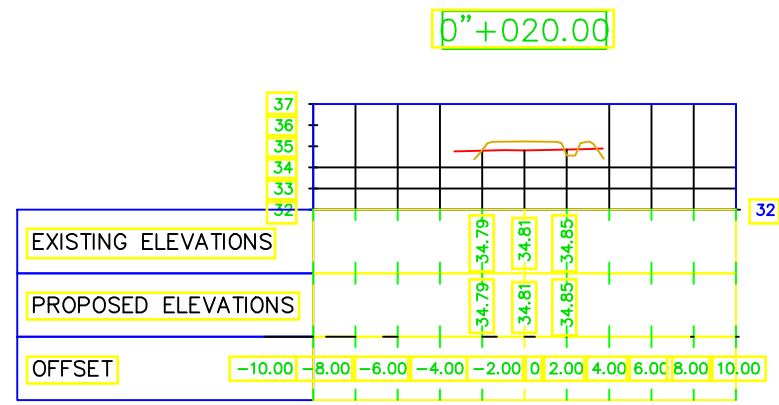 0"+020.00
37
36
35
34
33
32 32
EXISTING ELEVATIONS 34.79 34.81 34.85
PROPOSED ELEVATIONS 34.79 34.81 34.85
OFFSET -10.00 -8.00 -6.00 -4.00 -2.00 0 2.00 4.00 6.00 8.00 10.00